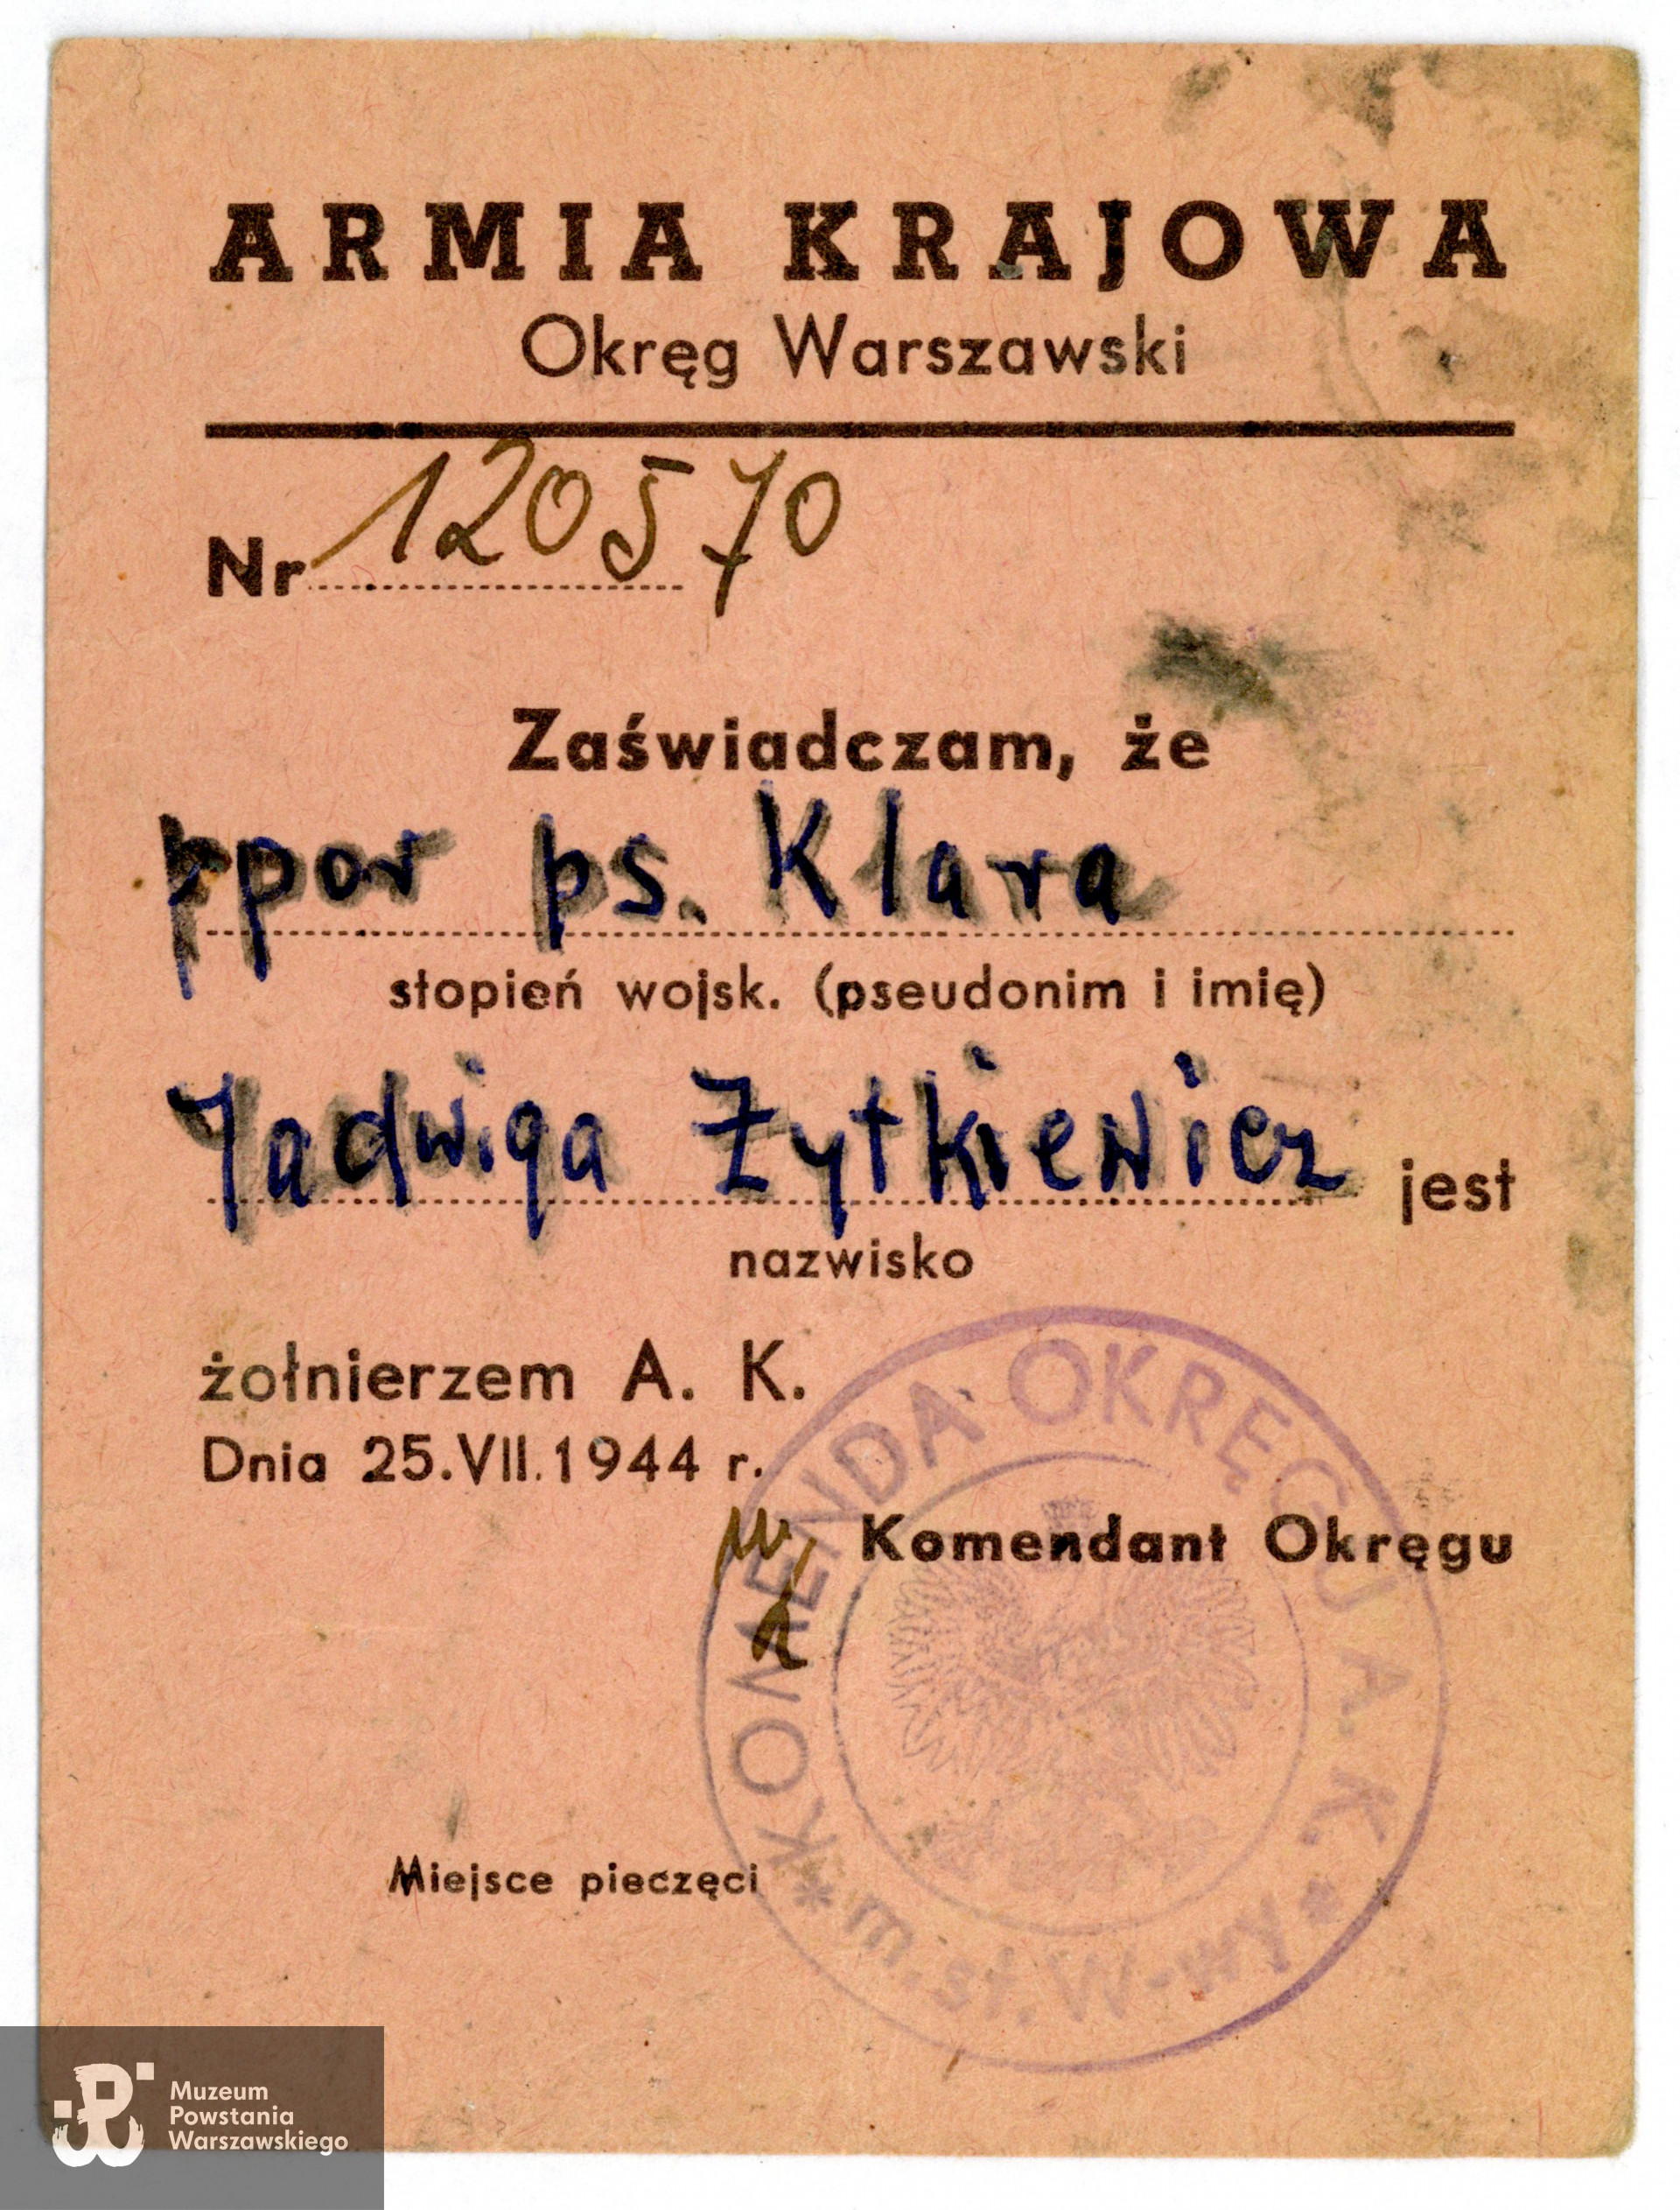 ARMIA KRAJOWA
Okręg Warszawski
Nr 120570
Zaświadczam, że
ppor ps. Klara
stopień wojsk. (pseudonim i imię)
Jadwiga Żytkiewicz jest
nazwisko
żołnierzem A. K.
Dnia 25.VII.1944 r.
Komendant Okręgu
Miejsce pieczęci
*KOMENDA OKRĘGU A.K.*
m.st.W-wy
Muzeum
Powstania
Warszawskiego